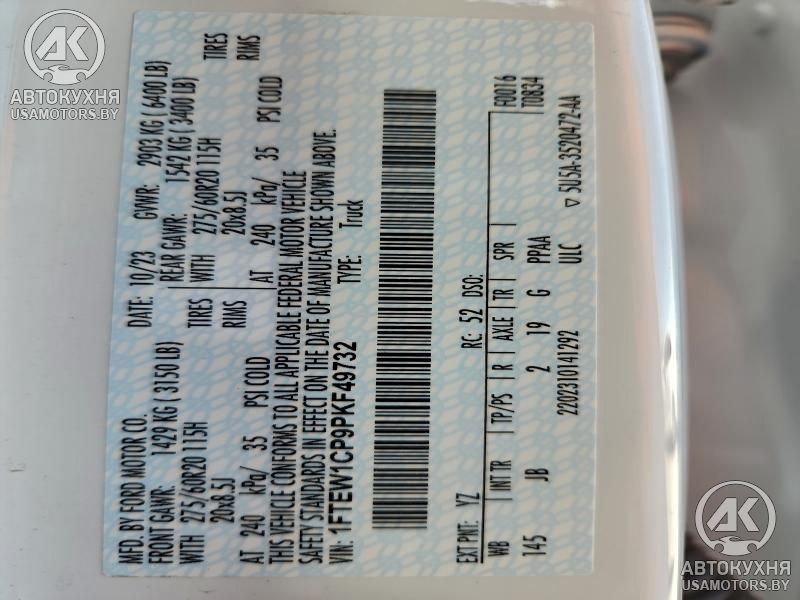 MFD. BY FORD MOTOR CO. DATE: 10/23 GVWR: 2903 KG ( 6400 LB)
FRONT GAWR: 1429 KG ( 3150 LB) REAR GAWR: 1542 KG ( 3400 LB)
WITH 275/60R20 115H TIRES WITH 275/60R20 115H TIRES
20x8.5J RIMS 20x8.5J RIMS
AT 240 kPa/ 35 PSI COLD AT 240 kPa/ 35 PSI COLD
THIS VEHICLE CONFORMS TO ALL APPLICABLE FEDERAL MOTOR VEHICLE
SAFETY STANDARDS IN EFFECT ON THE DATE OF MANUFACTURE SHOWN ABOVE.
VIN: 1FTEW1CP9PKF49732 TYPE: Truck
F0016
EXT PNT: YZ RC: 52 DSO: T0834
WB INT TR TP/PS R AXLE TR SPR
145 JB 2 19 G PPAA
2202310141292 ULC ▽ 5U5A-3520472-AA
AK
АВТОКУХНЯ
USAMOTORS.BY
AK
АВТОКУХНЯ
USAMOTORS.BY